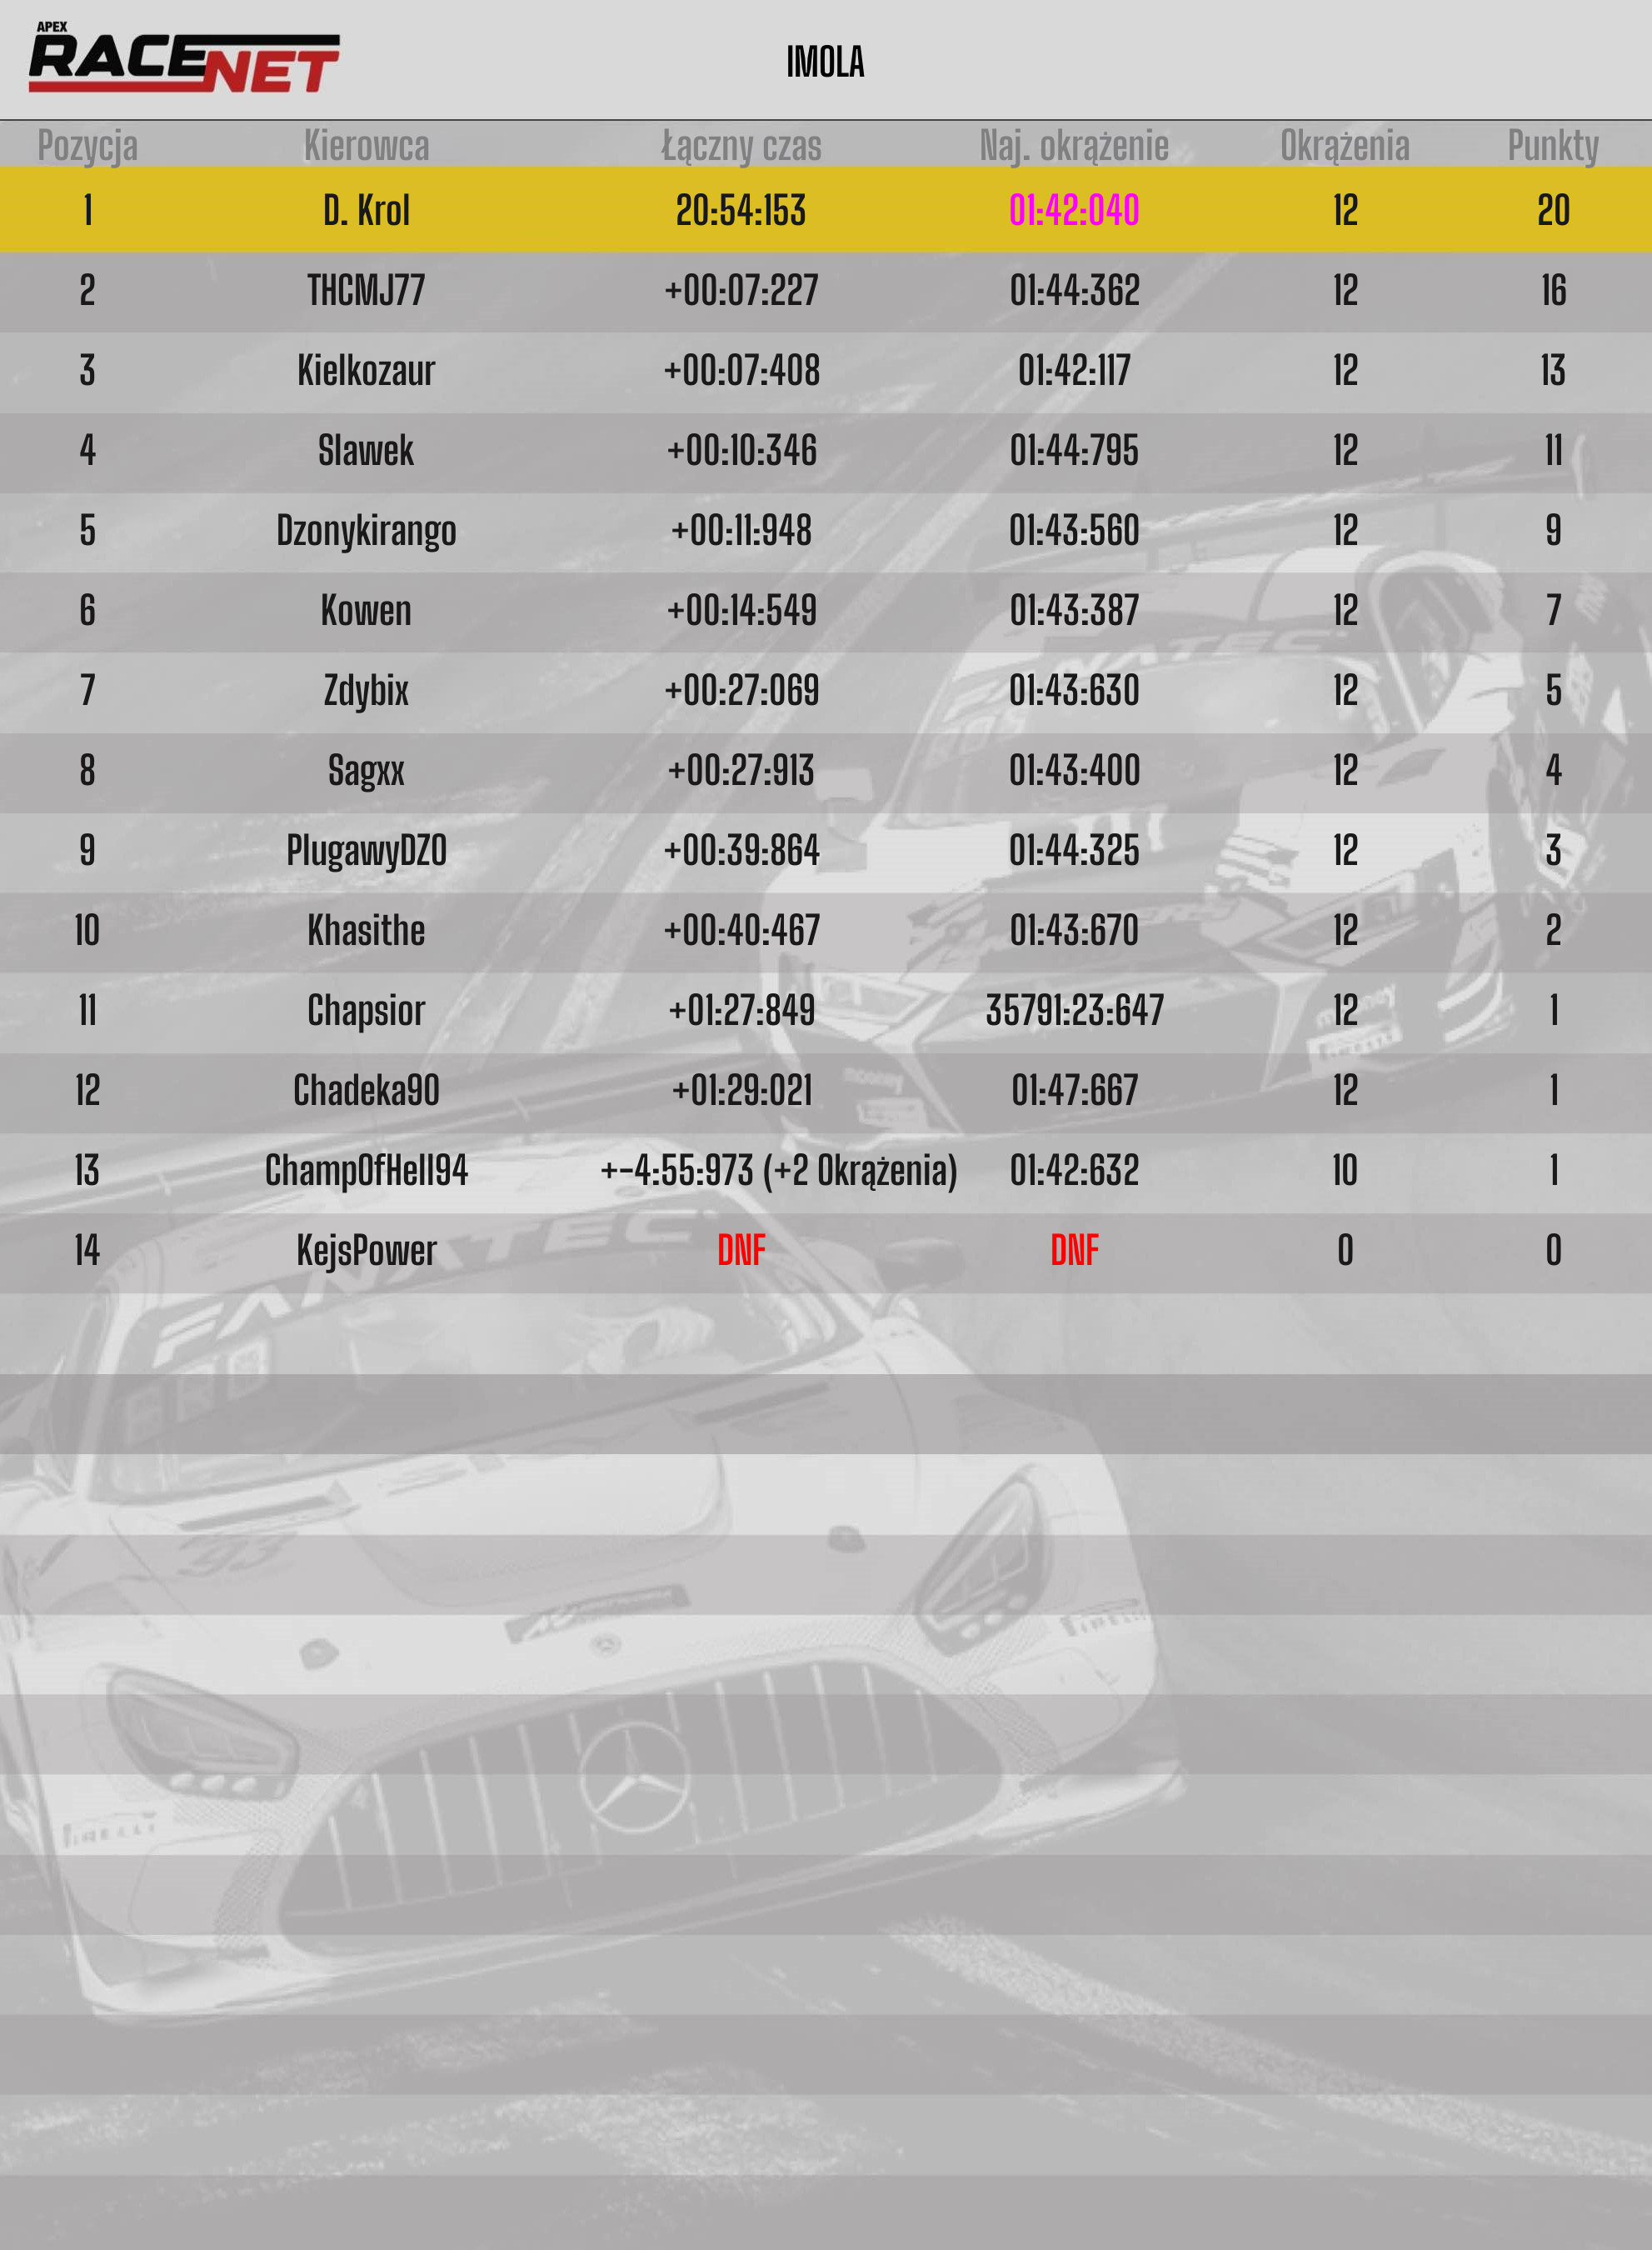 APEX
RACENET
IMOLA
Pozycja Kierowca Łączny czas Naj. okrążenie Okrążenia Punkty
1 D. Krol 20:54:153 01:42:040 12 20
2 THCMJ77 +00:07:227 01:44:362 12 16
3 Kielkozaur +00:07:408 01:42:117 12 13
4 Slawek +00:10:346 01:44:795 12 11
5 Dzonykirango +00:11:948 01:43:560 12 9
6 Kowen +00:14:549 01:43:387 12 7
7 Zdybix +00:27:069 01:43:630 12 5
8 Sagxx +00:27:913 01:43:400 12 4
9 PlugawyDZO +00:39:864 01:44:325 12 3
10 Khasithe +00:40:467 01:43:670 12 2
11 Chapsior +01:27:849 35791:23:647 12 1
12 Chadeka90 +01:29:021 01:47:667 12 1
13 ChampOfHell94 +-4:55:973 (+2 Okrążenia) 01:42:632 10 1
14 KejsPower DNF DNF 0 0
FANATEC
FANATEC
PIRELLI